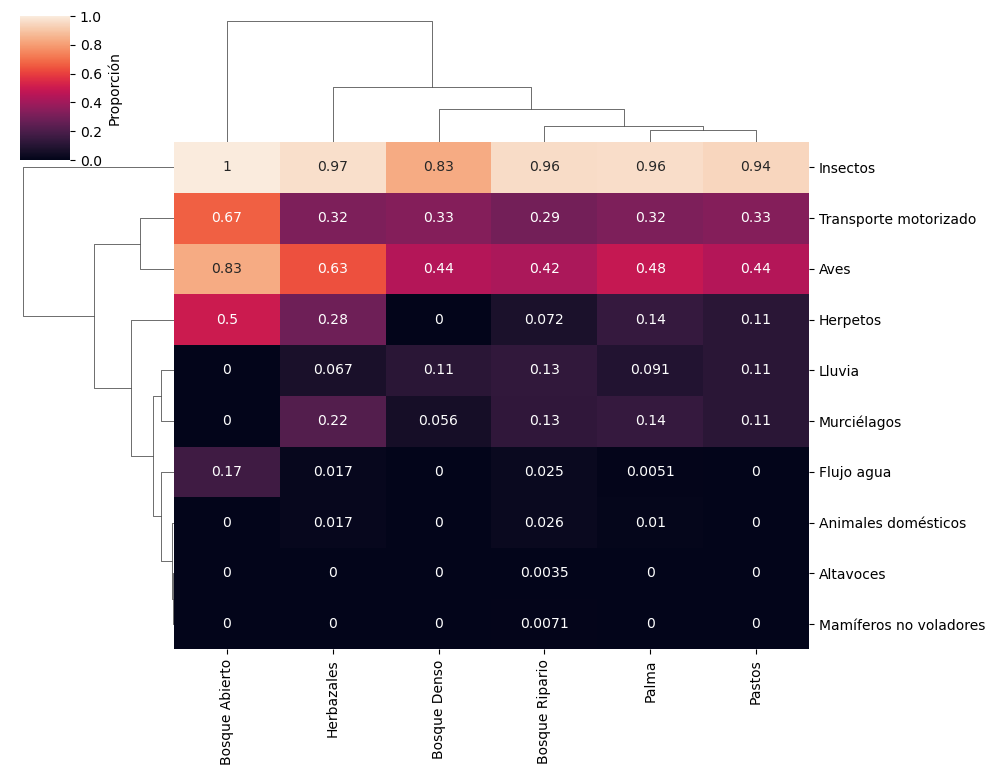 1.0
0.8
0.6
0.4
0.2
0.0
Proporción
1 0.97 0.83 0.96 0.96 0.94 Insectos
0.67 0.32 0.33 0.29 0.32 0.33 Transporte motorizado
0.83 0.63 0.44 0.42 0.48 0.44 Aves
0.5 0.28 0 0.072 0.14 0.11 Herpetos
0 0.067 0.11 0.13 0.091 0.11 Lluvia
0 0.22 0.056 0.13 0.14 0.11 Murciélagos
0.17 0.017 0 0.025 0.0051 0 Flujo agua
0 0.017 0 0.026 0.01 0 Animales domésticos
0 0 0 0.0035 0 0 Altavoces
0 0 0 0.0071 0 0 Mamíferos no voladores
Bosque Abierto
Herbazales
Bosque Denso
Bosque Ripario
Palma
Pastos